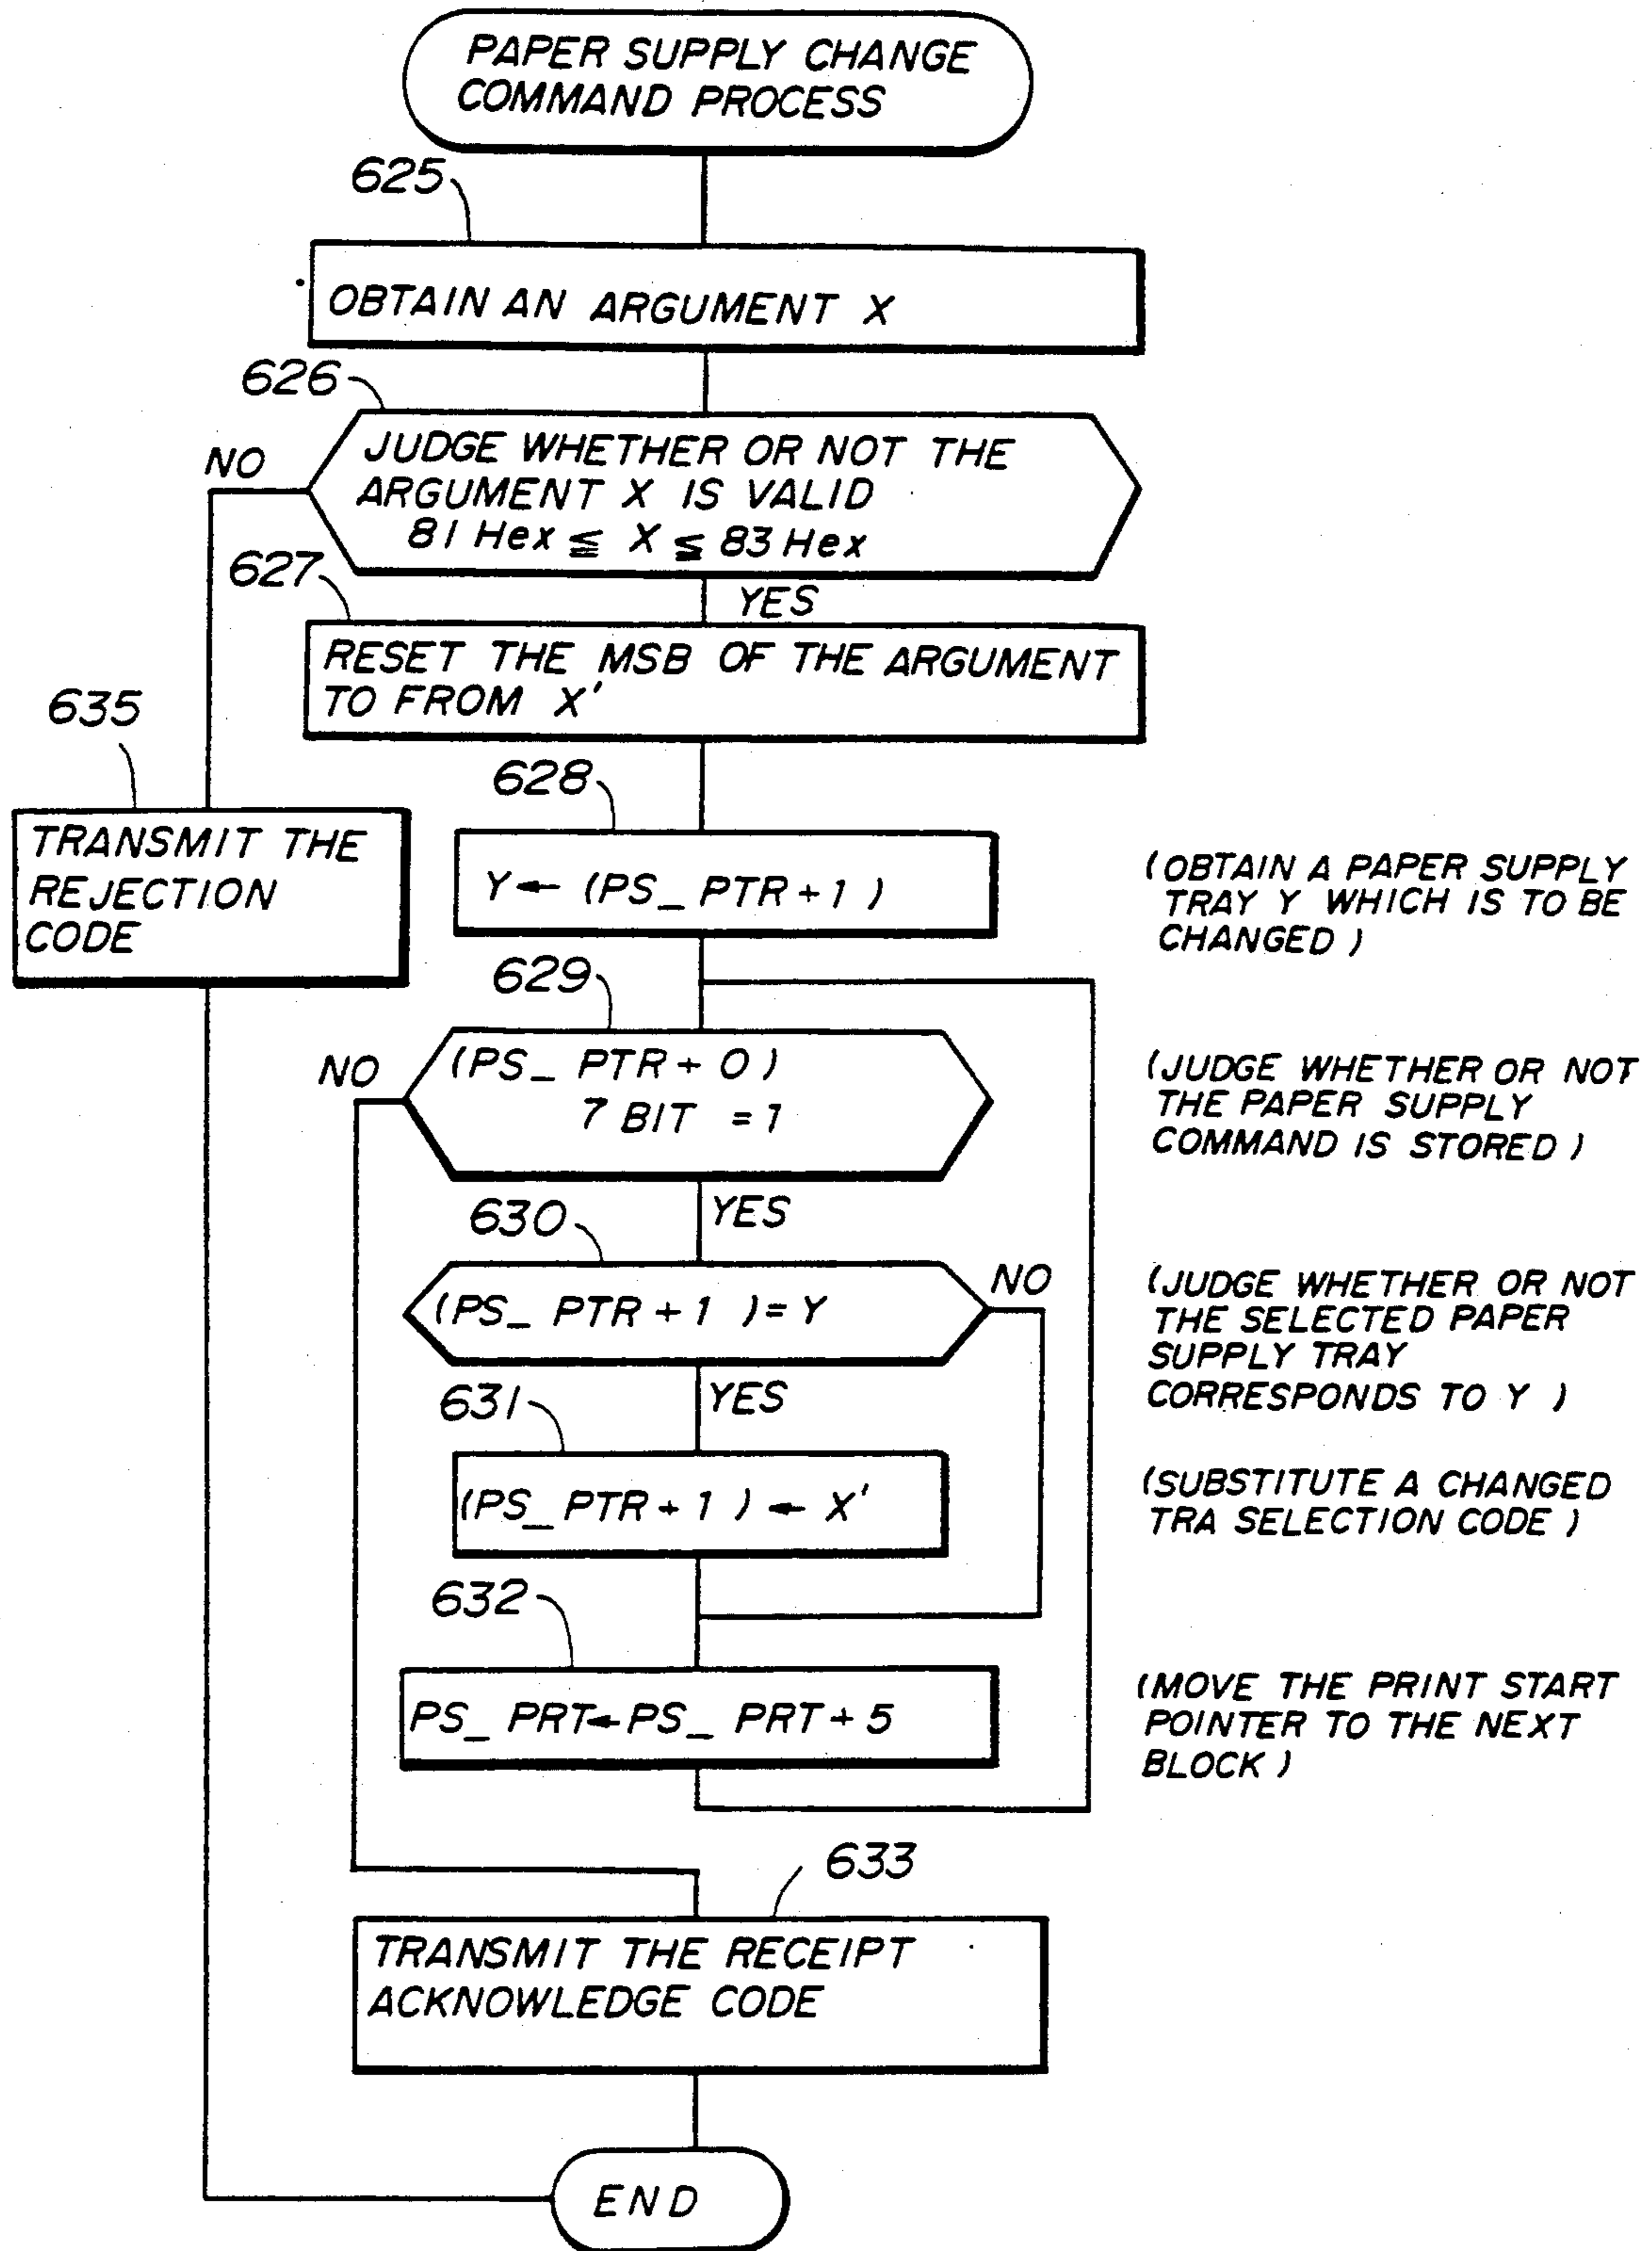 PAPER SUPPLY CHANGE
COMMAND PROCESS
625
OBTAIN AN ARGUMENT X
626
NO
JUDGE WHETHER OR NOT THE
ARGUMENT X IS VALID
81 Hex ≦ X ≦ 83 Hex
627
YES
RESET THE MSB OF THE ARGUMENT
TO FROM X'
635
TRANSMIT THE
REJECTION
CODE
628
Y← (PS_ PTR+1 )
(OBTAIN A PAPER SUPPLY
TRAY Y WHICH IS TO BE
CHANGED )
629
NO
(PS_ PTR + 0 )
7 BIT = 1
(JUDGE WHETHER OR NOT
THE PAPER SUPPLY
COMMAND IS STORED )
630
YES
(PS_ PTR + 1 ) = Y
NO
(JUDGE WHETHER OR NOT
THE SELECTED PAPER
SUPPLY TRAY
CORRESPONDS TO Y )
631
YES
(PS_ PTR + 1 ) ← X'
(SUBSTITUTE A CHANGED
TRA SELECTION CODE )
632
PS_ PRT←PS_ PRT + 5
(MOVE THE PRINT START
POINTER TO THE NEXT
BLOCK )
633
TRANSMIT THE RECEIPT
ACKNOWLEDGE CODE
END